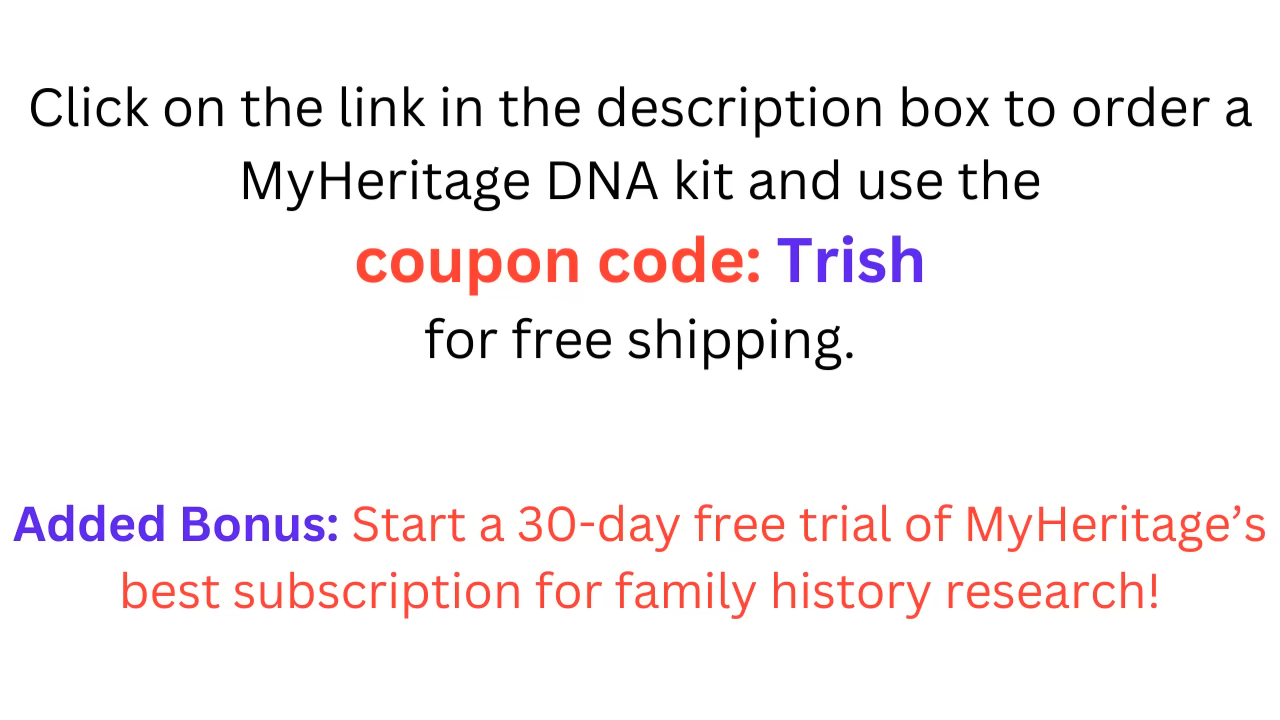 Click on the link in the description box to order a
MyHeritage DNA kit and use the
coupon code: Trish
for free shipping.
Added Bonus: Start a 30-day free trial of MyHeritage’s
best subscription for family history research!